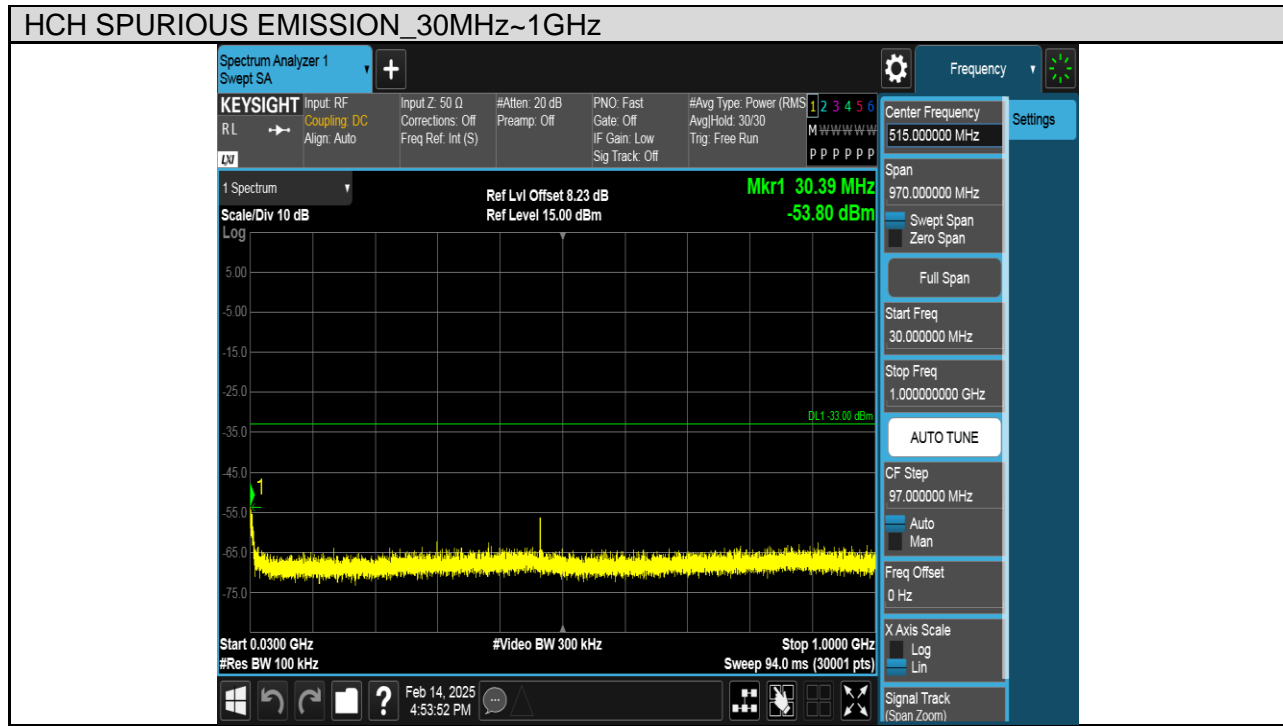 HCH SPURIOUS EMISSION_30MHz~1GHz
Spectrum Analyzer 1
Swept SA
+
Frequency
KEYSIGHT
RL
LXI
Input: RF
Coupling: DC
Align: Auto
Input Z: 50 Ω
Corrections: Off
Freq Ref: Int (S)
#Atten: 20 dB
Preamp: Off
PNO: Fast
Gate: Off
IF Gain: Low
Sig Track: Off
#Avg Type: Power (RMS
Avg|Hold: 30/30
Trig: Free Run
1 2 3 4 5 6
M W W W W W
P P P P P P
1 Spectrum
Scale/Div 10 dB
Ref Lvl Offset 8.23 dB
Ref Level 15.00 dBm
Mkr1 30.39 MHz
-53.80 dBm
Log
5.00
-5.00
-15.0
-25.0
DL1 -33.00 dBm
-35.0
-45.0
1
-55.0
-65.0
-75.0
Start 0.0300 GHz
#Res BW 100 kHz
#Video BW 300 kHz
Stop 1.0000 GHz
Sweep 94.0 ms (30001 pts)
Center Frequency
515.000000 MHz
Settings
Span
970.000000 MHz
Swept Span
Zero Span
Full Span
Start Freq
30.000000 MHz
Stop Freq
1.000000000 GHz
AUTO TUNE
CF Step
97.000000 MHz
Auto
Man
Freq Offset
0 Hz
X Axis Scale
Log
Lin
Signal Track
(Span Zoom)
?
Feb 14, 2025
4:53:52 PM